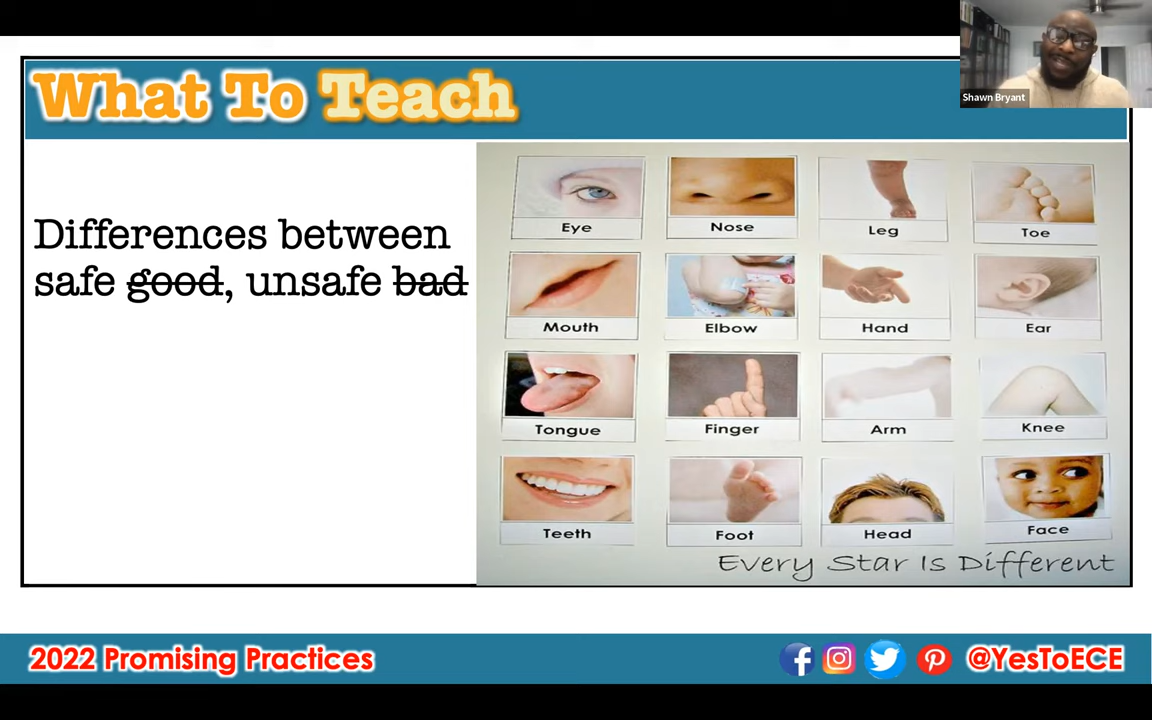 What To Teach
Shawn Bryant
Differences between
safe good, unsafe bad
Eye
Nose
Leg
Toe
Mouth
Elbow
Hand
Ear
Tongue
Finger
Arm
Knee
Teeth
Foot
Head
Face
Every Star Is Different
2022 Promising Practices
@YesToECE